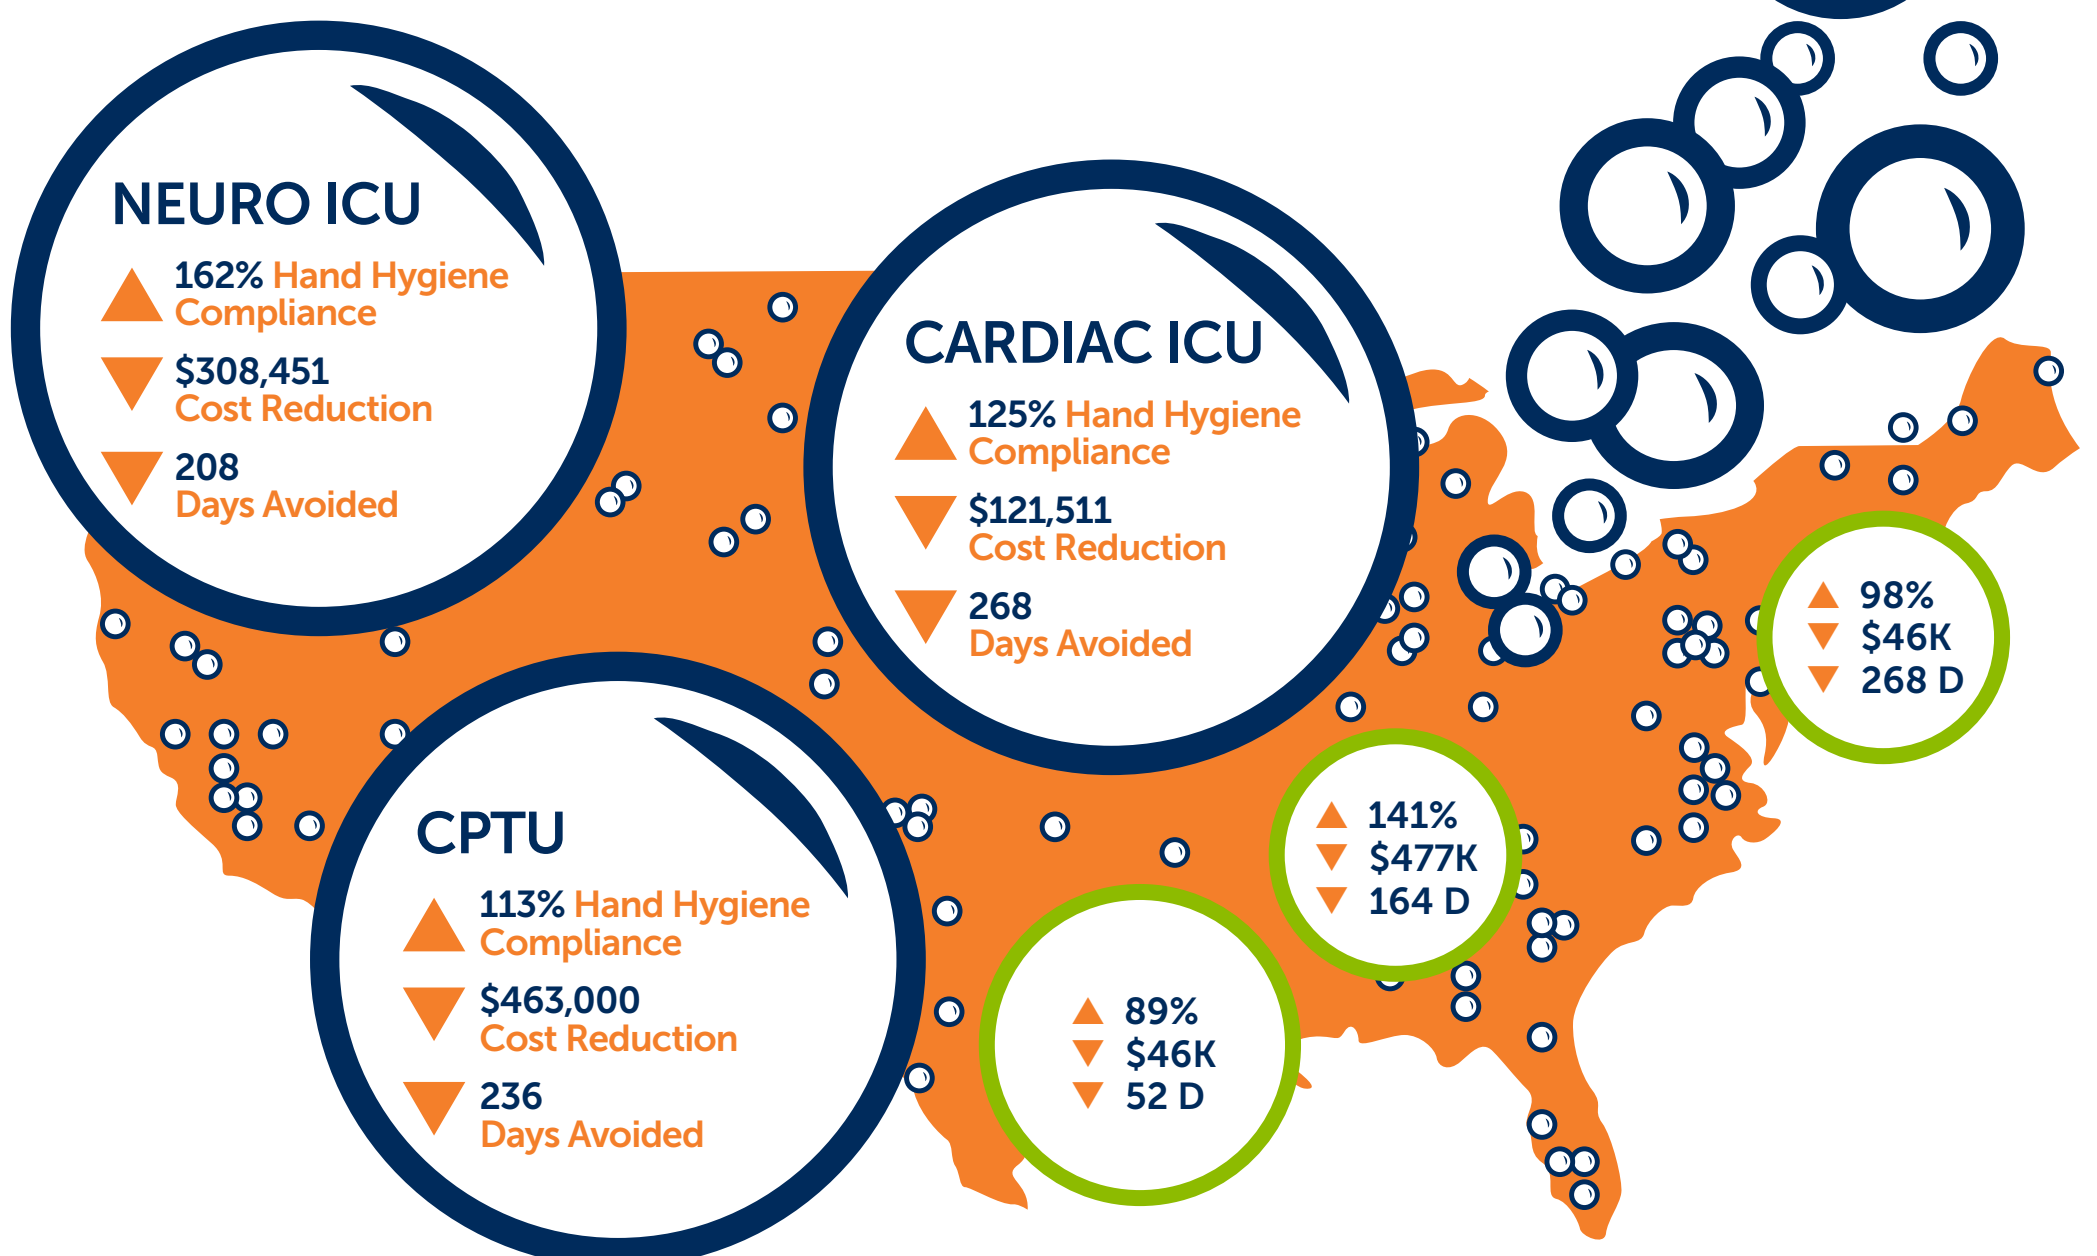 NEURO ICU
162% Hand Hygiene
Compliance
$308,451
Cost Reduction
208
Days Avoided
CARDIAC ICU
125% Hand Hygiene
Compliance
$121,511
Cost Reduction
268
Days Avoided
CPTU
113% Hand Hygiene
Compliance
$463,000
Cost Reduction
236
Days Avoided
98%
$46K
268 D
141%
$477K
164 D
89%
$46K
52 D